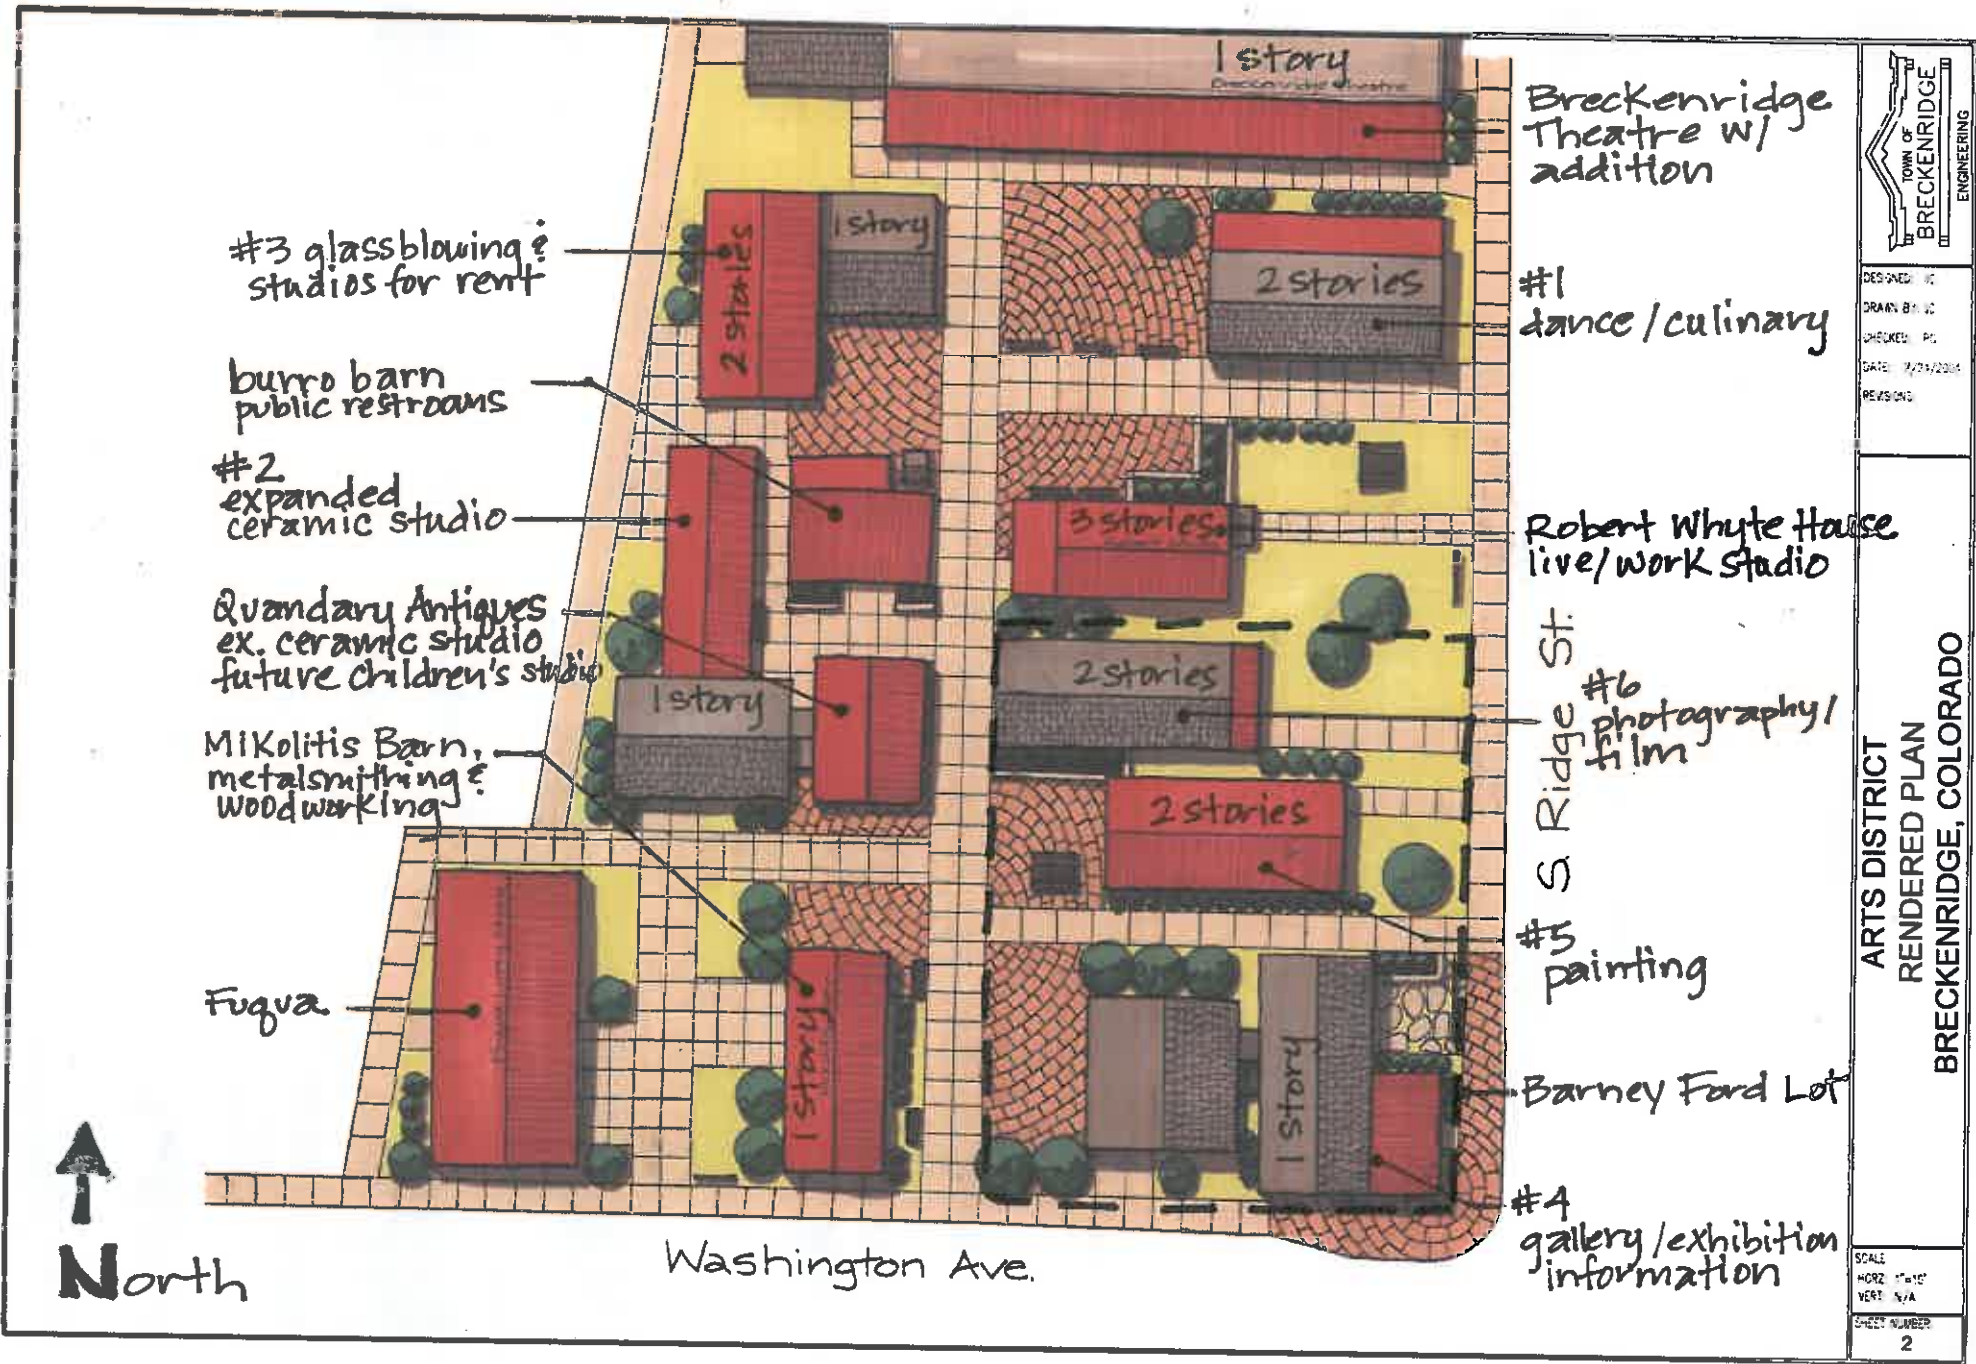 1 story
Breckenridge
Theatre w/
addition
#3 glassblowing &
studios for rent
2 stories
1 story
2 stories
#1
dance/culinary
burro barn
public restrooms
#2
expanded
ceramic studio
3 stories
Robert Whyte House
live/work studio
Quandary Antiques
ex. ceramic studio
future children's studio
1 story
2 stories
#6
photography/
film
S Ridge St.
Mikolitis Barn,
metalsmithing &
woodworking
2 stories
#5
painting
Fuqua
1 story
1 story
Barney Ford Lot
#4
gallery/exhibition
information
Washington Ave.
North
TOWN OF
BRECKENRIDGE
ENGINEERING
DESIGNED:
DRAWN BY:
CHECKED:
DATE:
REVISIONS:
ARTS DISTRICT
RENDERED PLAN
BRECKENRIDGE, COLORADO
SCALE
HORZ:
VERT: N/A
SHEET NUMBER
2